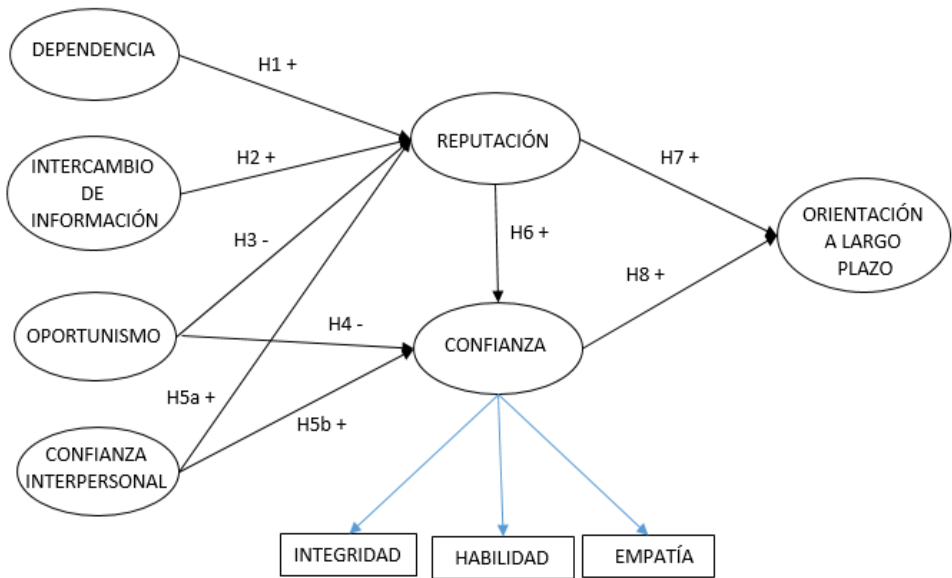 DEPENDENCIA
H1 +
INTERCAMBIO
DE
INFORMACIÓN
H2 +
REPUTACIÓN
H7 +
H3 -
H6 +
ORIENTACIÓN
A LARGO
PLAZO
OPORTUNISMO
H4 -
CONFIANZA
H8 +
H5a +
H5b +
CONFIANZA
INTERPERSONAL
INTEGRIDAD
HABILIDAD
EMPATÍA